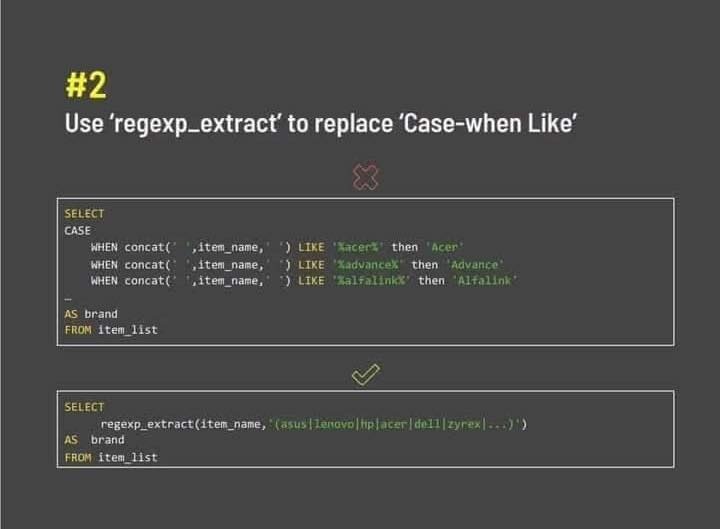 #2
Use ‘regexp_extract’ to replace ‘Case-when Like’
SELECT
CASE
WHEN concat(' ',item_name,' ') LIKE '%acer%' then 'Acer'
WHEN concat(' ',item_name,' ') LIKE '%advance%' then 'Advance'
WHEN concat(' ',item_name,' ') LIKE '%alfalink%' then 'Alfalink'
…
AS brand
FROM item_list
SELECT
regexp_extract(item_name,'(asus|lenovo|hp|acer|dell|zyrex|...)')
AS brand
FROM item_list